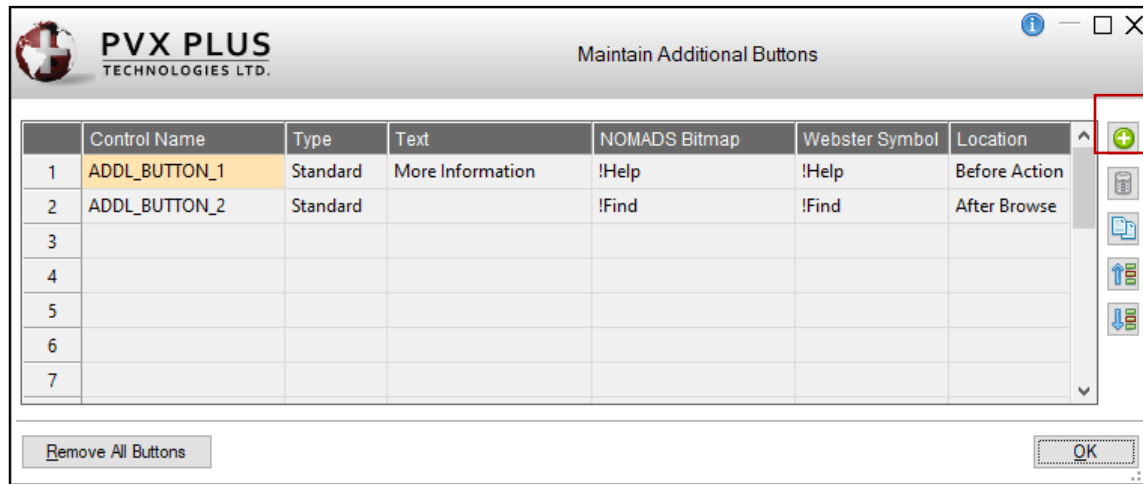 PVX PLUS
TECHNOLOGIES LTD.
Maintain Additional Buttons
Control Name Type Text NOMADS Bitmap Webster Symbol Location
1 ADDL_BUTTON_1 Standard More Information !Help !Help Before Action
2 ADDL_BUTTON_2 Standard !Find !Find After Browse
3
4
5
6
7
Remove All Buttons OK